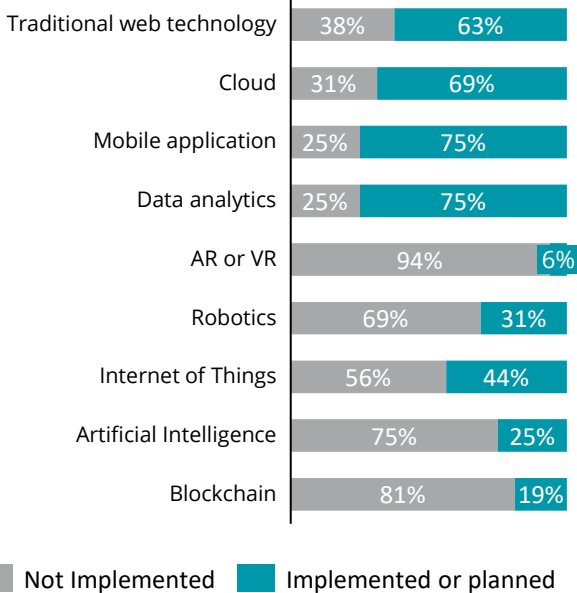 Traditional web technology 38% 63%
Cloud 31% 69%
Mobile application 25% 75%
Data analytics 25% 75%
AR or VR 94% 6%
Robotics 69% 31%
Internet of Things 56% 44%
Artificial Intelligence 75% 25%
Blockchain 81% 19%
Not Implemented Implemented or planned